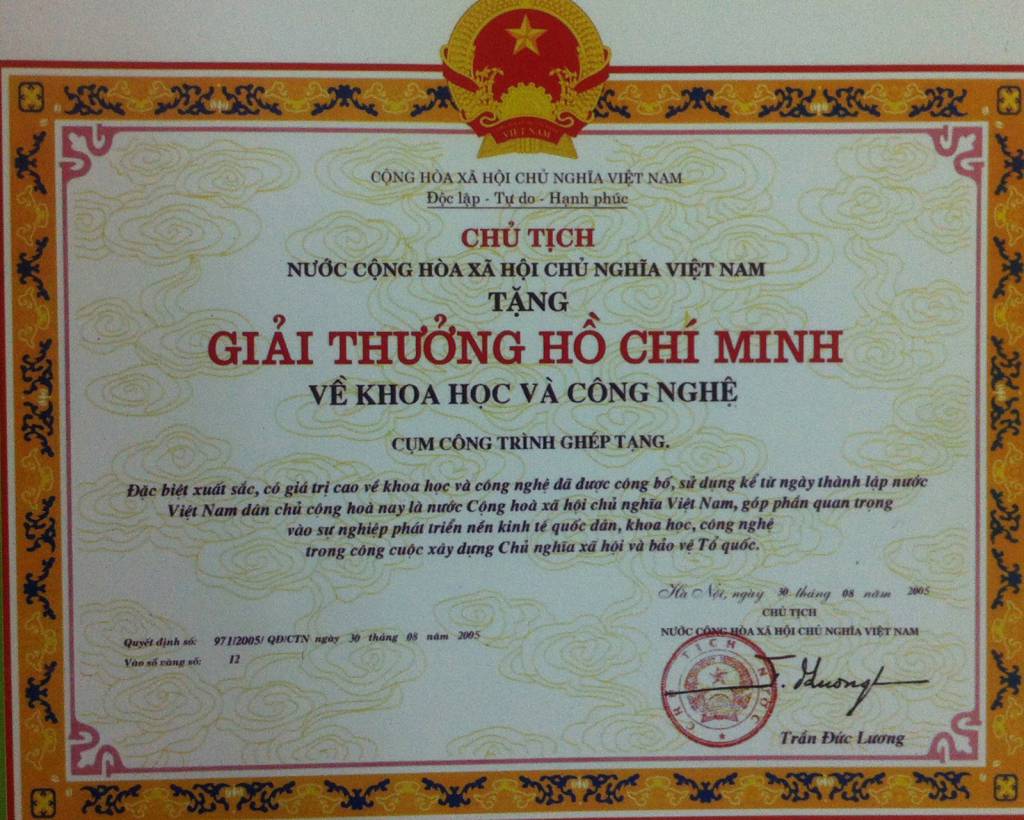 VIỆT NAM
CỘNG HÒA XÃ HỘI CHỦ NGHĨA VIỆT NAM
Độc lập - Tự do - Hạnh phúc
CHỦ TỊCH
NƯỚC CỘNG HÒA XÃ HỘI CHỦ NGHĨA VIỆT NAM
TẶNG
GIẢI THƯỞNG HỒ CHÍ MINH
VỀ KHOA HỌC VÀ CÔNG NGHỆ
CỤM CÔNG TRÌNH GHÉP TẠNG.
Đặc biệt xuất sắc, có giá trị cao về khoa học và công nghệ đã được công bố, sử dụng kể từ ngày thành lập nước
Việt Nam dân chủ cộng hoà nay là nước Cộng hoà xã hội chủ nghĩa Việt Nam, góp phần quan trọng
vào sự nghiệp phát triển nền kinh tế quốc dân, khoa học, công nghệ
trong công cuộc xây dựng Chủ nghĩa xã hội và bảo vệ Tổ quốc.
Hà Nội, ngày 30 tháng 08 năm 2005
CHỦ TỊCH
NƯỚC CỘNG HÒA XÃ HỘI CHỦ NGHĨA VIỆT NAM
Quyết định số: 971/2005/ QĐ/CTN ngày 30 tháng 08 năm 2005
Vào sổ vàng số: 12
CHỦ TỊCH NƯỚC
Trần Đức Lương